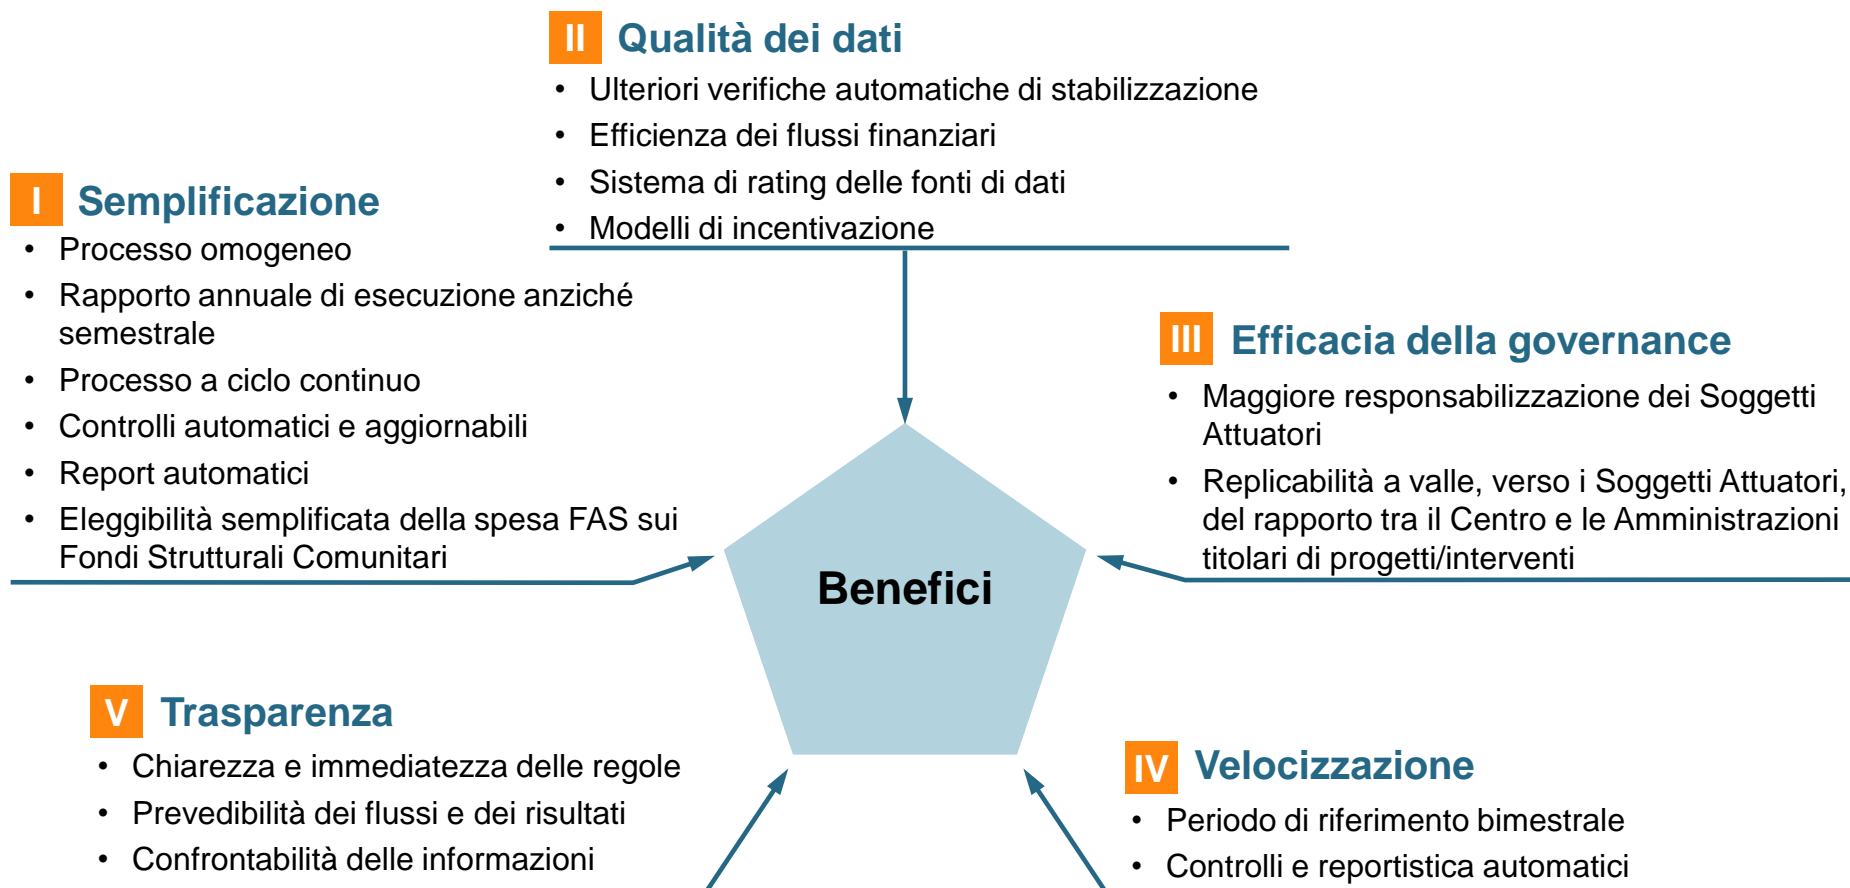 II Qualità dei dati
• Ulteriori verifiche automatiche di stabilizzazione
• Efficienza dei flussi finanziari
• Sistema di rating delle fonti di dati
• Modelli di incentivazione
I Semplificazione
• Processo omogeneo
• Rapporto annuale di esecuzione anziché
semestrale
• Processo a ciclo continuo
• Controlli automatici e aggiornabili
• Report automatici
• Eleggibilità semplificata della spesa FAS sui
Fondi Strutturali Comunitari
III Efficacia della governance
• Maggiore responsabilizzazione dei Soggetti
Attuatori
• Replicabilità a valle, verso i Soggetti Attuatori,
del rapporto tra il Centro e le Amministrazioni
titolari di progetti/interventi
Benefici
V Trasparenza
• Chiarezza e immediatezza delle regole
• Prevedibilità dei flussi e dei risultati
• Confrontabilità delle informazioni
IV Velocizzazione
• Periodo di riferimento bimestrale
• Controlli e reportistica automatici